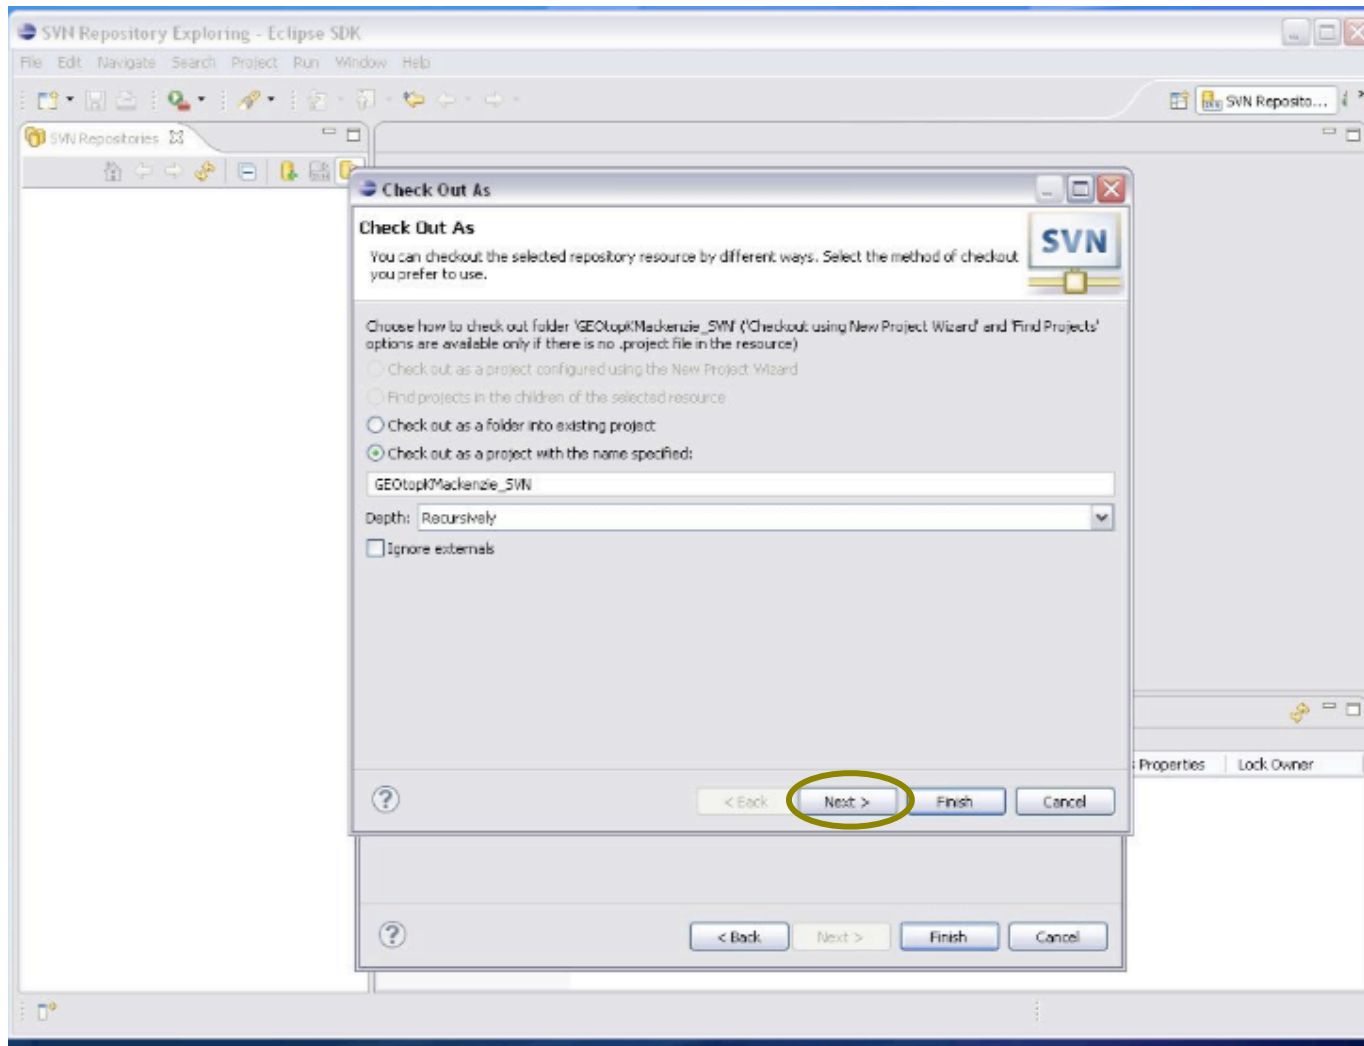 SVN Repository Exploring - Eclipse SDK
File Edit Navigate Search Project Run Window Help
SVN Reposito...
SVN Repositories
Check Out As
Check Out As
SVN
You can checkout the selected repository resource by different ways. Select the method of checkout
you prefer to use.
Choose how to check out folder 'GEOtopKMackenzie_SVN' ('Checkout using New Project Wizard' and 'Find Projects'
options are available only if there is no .project file in the resource)
Check out as a project configured using the New Project Wizard
Find projects in the children of the selected resource
Check out as a folder into existing project
Check out as a project with the name specified:
GEOtopKMackenzie_SVN
Depth: Recursively
Ignore externals
Properties Lock Owner
< Back Next > Finish Cancel
< Back Next > Finish Cancel